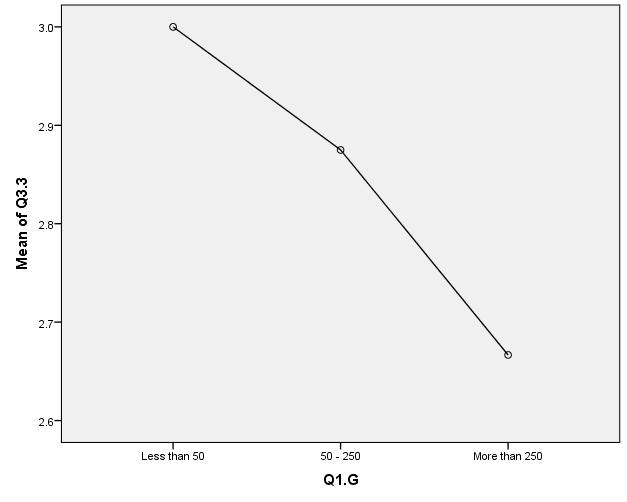 3.0
2.9
2.8
2.7
2.6
Mean of Q3.3
Less than 50
50 - 250
More than 250
Q1.G